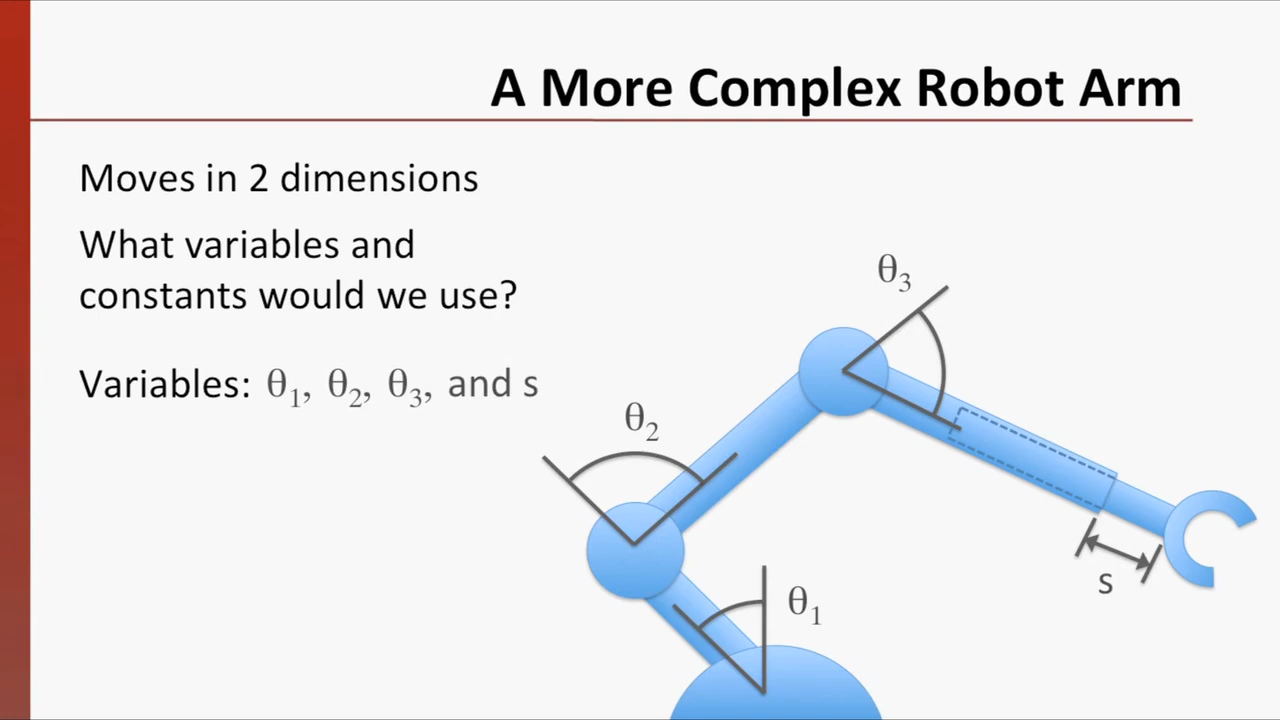 A More Complex Robot Arm
Moves in 2 dimensions
What variables and
constants would we use?
Variables: θ₁, θ₂, θ₃, and s
θ₃
θ₂
θ₁
s